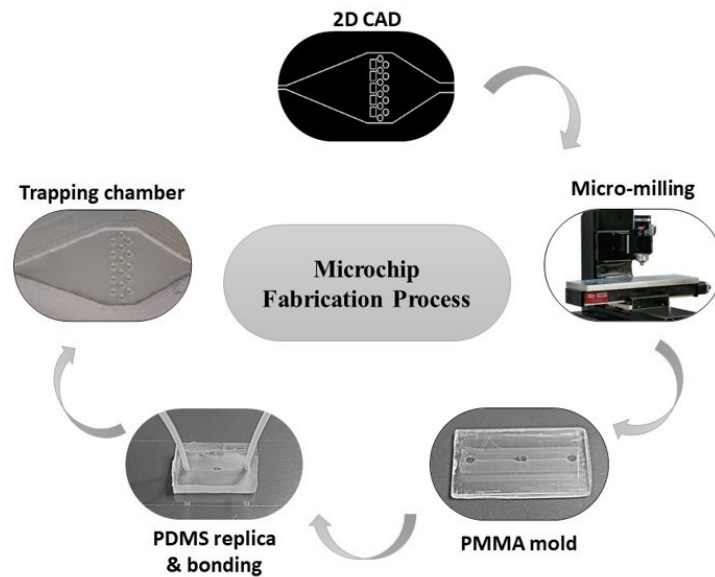 2D CAD
Micro-milling
PMMA mold
PDMS replica
& bonding
Trapping chamber
Microchip
Fabrication Process